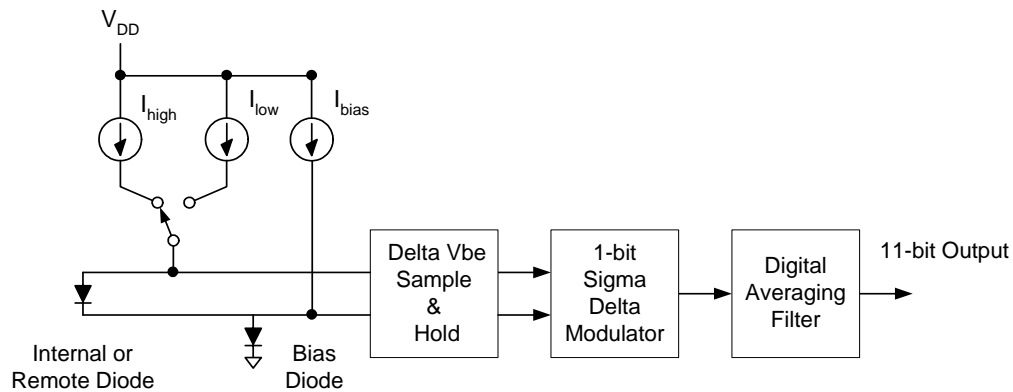 VDD
Ihigh
Ilow
Ibias
Delta Vbe
Sample
&
Hold
1-bit
Sigma
Delta
Modulator
Digital
Averaging
Filter
11-bit Output
Internal or
Remote Diode
Bias
Diode